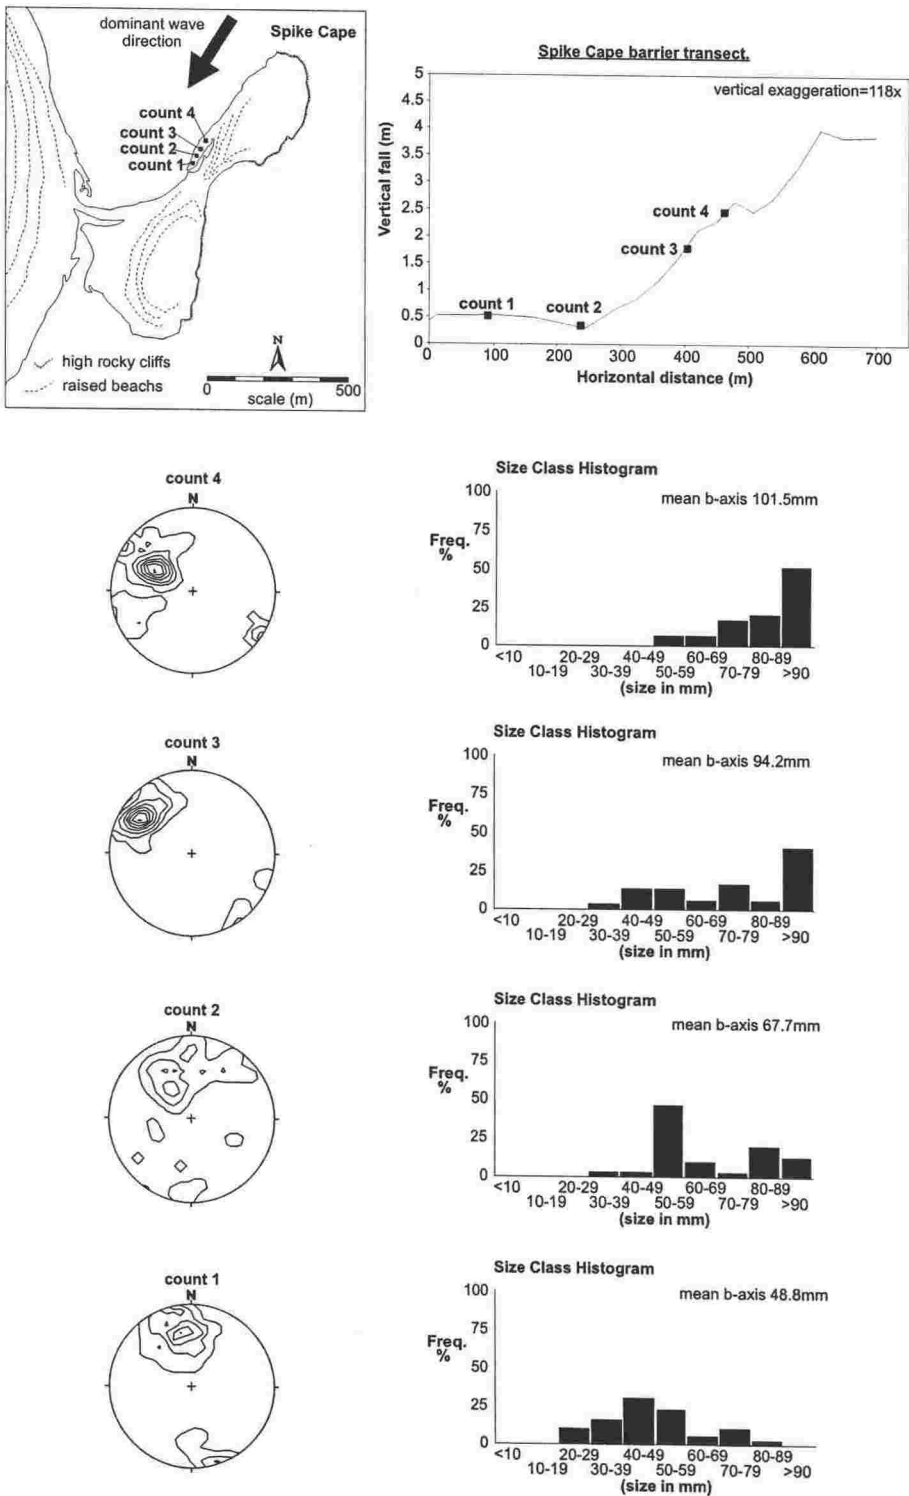 dominant wave
direction
Spike Cape
count 4
count 3
count 2
count 1
high rocky cliffs
raised beachs
N
0 500
scale (m)
Spike Cape barrier transect.
vertical exaggeration=118x
Vertical fall (m)
5
4.5
4
3.5
3
2.5
2
1.5
1
0.5
0
count 4
count 3
count 1
count 2
0 100 200 300 400 500 600 700
Horizontal distance (m)
count 4
N
Size Class Histogram
mean b-axis 101.5mm
100
75
Freq.
%
50
25
0
<10 20-29 40-49 60-69 80-89
10-19 30-39 50-59 70-79 >90
(size in mm)
count 3
N
Size Class Histogram
mean b-axis 94.2mm
100
75
Freq.
%
50
25
0
<10 20-29 40-49 60-69 80-89
10-19 30-39 50-59 70-79 >90
(size in mm)
count 2
N
Size Class Histogram
mean b-axis 67.7mm
100
75
Freq.
%
50
25
0
<10 20-29 40-49 60-69 80-89
10-19 30-39 50-59 70-79 >90
(size in mm)
count 1
N
Size Class Histogram
mean b-axis 48.8mm
100
75
Freq.
%
50
25
0
<10 20-29 40-49 60-69 80-89
10-19 30-39 50-59 70-79 >90
(size in mm)